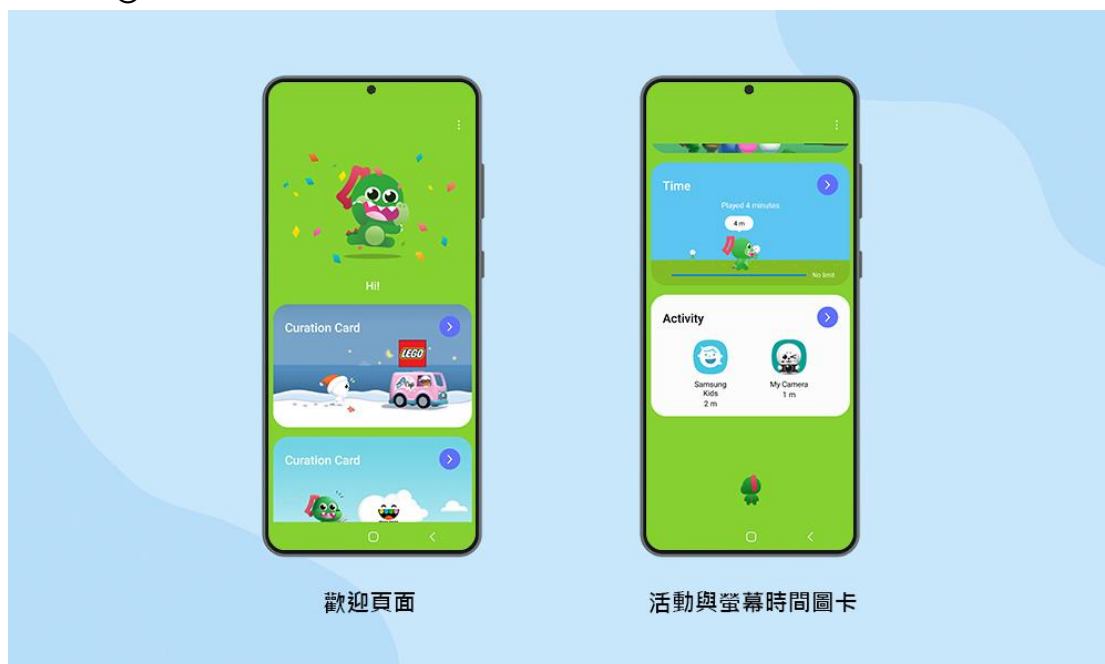 Hi!
Curation Card
LEGO
Curation Card
歡迎頁面
Time
Played 4 minutes
4 m
No limit
Activity
Samsung
Kids
2 m
My Camera
1 m
活動與螢幕時間圖卡